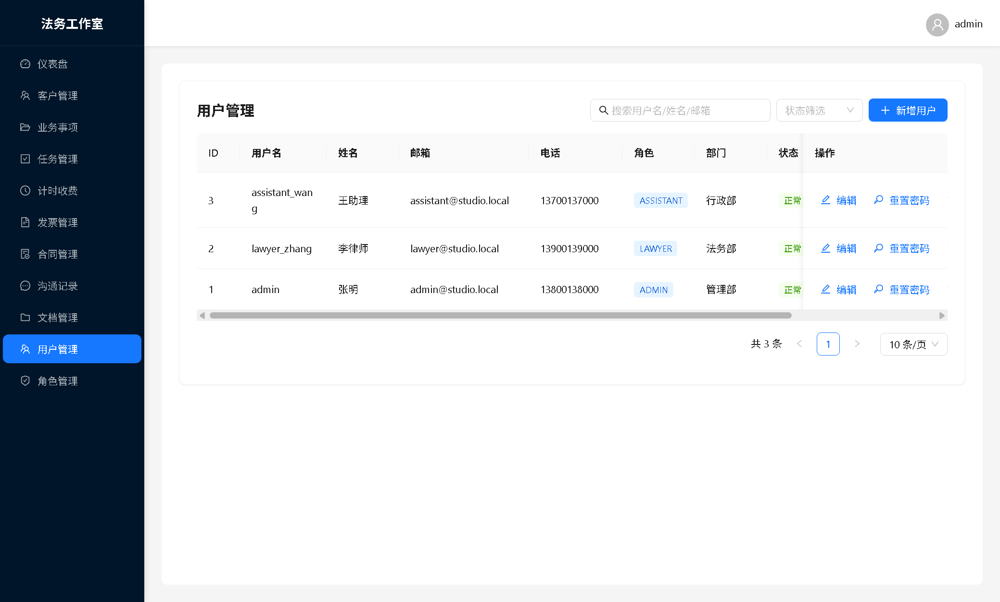 法务工作室
admin
仪表盘
客户管理
业务事项
任务管理
计时收费
发票管理
合同管理
沟通记录
文档管理
用户管理
角色管理
用户管理
搜索用户名/姓名/邮箱
状态筛选
新增用户
ID 用户名 姓名 邮箱 电话 角色 部门 状态 操作
3 assistant_wan
g 王助理 assistant@studio.local 13700137000 ASSISTANT 行政部 正常 编辑 重置密码
2 lawyer_zhang 李律师 lawyer@studio.local 13900139000 LAWYER 法务部 正常 编辑 重置密码
1 admin 张明 admin@studio.local 13800138000 ADMIN 管理部 正常 编辑 重置密码
共 3 条 1 10 条/页